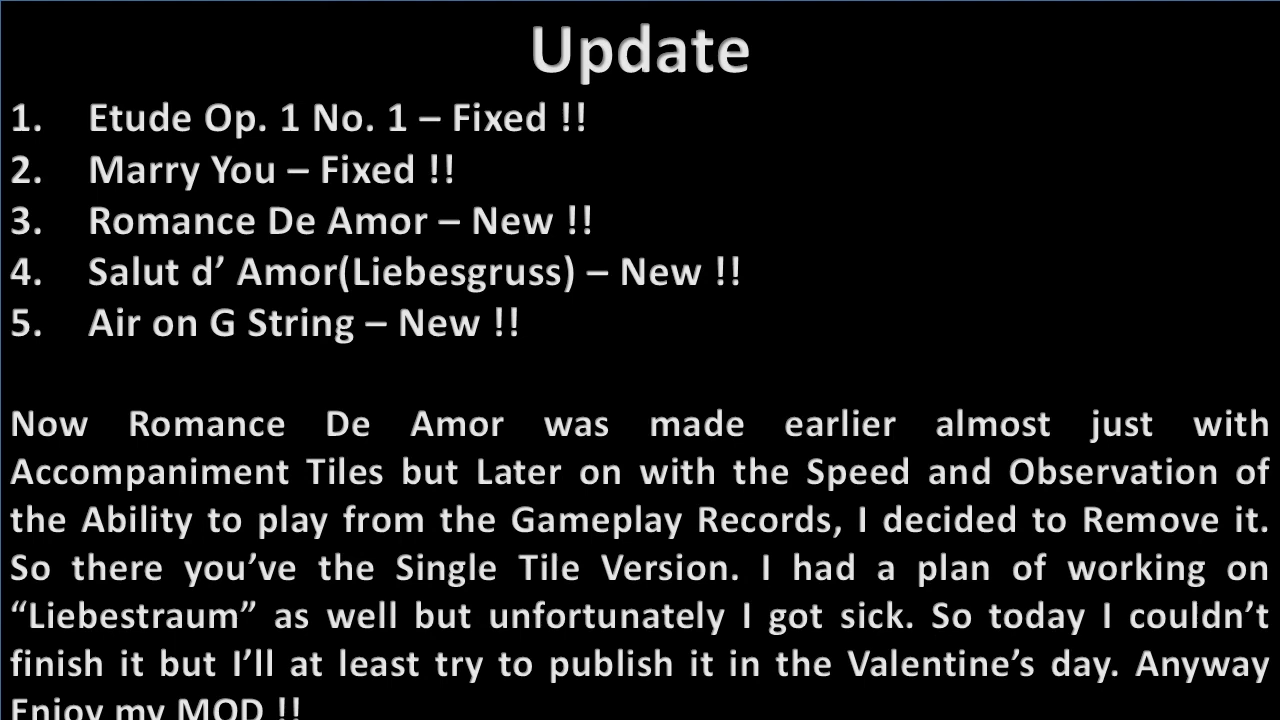 Update
1. Etude Op. 1 No. 1 – Fixed !!
2. Marry You – Fixed !!
3. Romance De Amor – New !!
4. Salut d’ Amor(Liebesgruss) – New !!
5. Air on G String – New !!
Now Romance De Amor was made earlier almost just with
Accompaniment Tiles but Later on with the Speed and Observation of
the Ability to play from the Gameplay Records, I decided to Remove it.
So there you’ve the Single Tile Version. I had a plan of working on
“Liebestraum” as well but unfortunately I got sick. So today I couldn’t
finish it but I’ll at least try to publish it in the Valentine’s day. Anyway
Enjoy my MOD !!